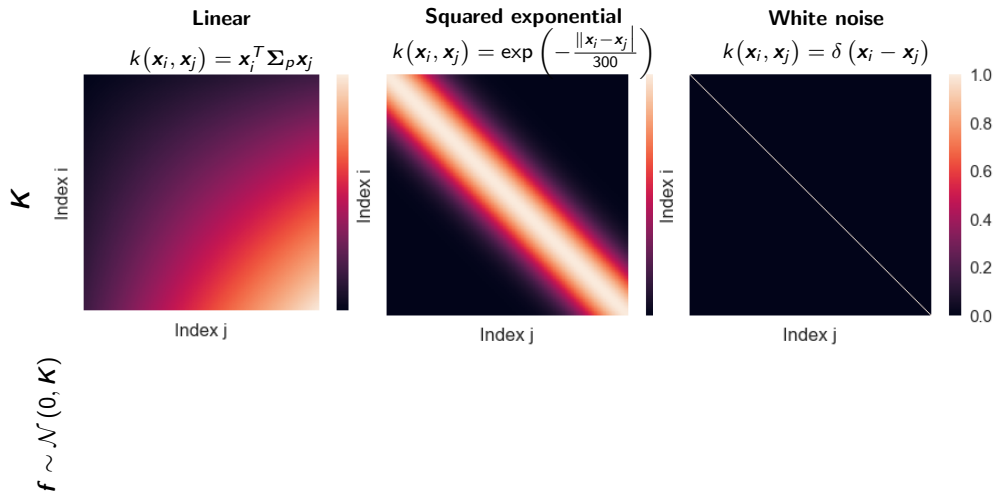 Linear
k(𝒙ᵢ, 𝒙ⱼ) = 𝒙ᵢᵀ 𝚺ₚ 𝒙ⱼ
Squared exponential
k(𝒙ᵢ, 𝒙ⱼ) = exp(−‖𝒙ᵢ−𝒙ⱼ|/300)
White noise
k(𝒙ᵢ, 𝒙ⱼ) = δ(𝒙ᵢ − 𝒙ⱼ)
K
Index i
Index j
Index i
Index j
Index i
Index j
1.0
0.8
0.6
0.4
0.2
0.0
f ∼ 𝒩(0, K)